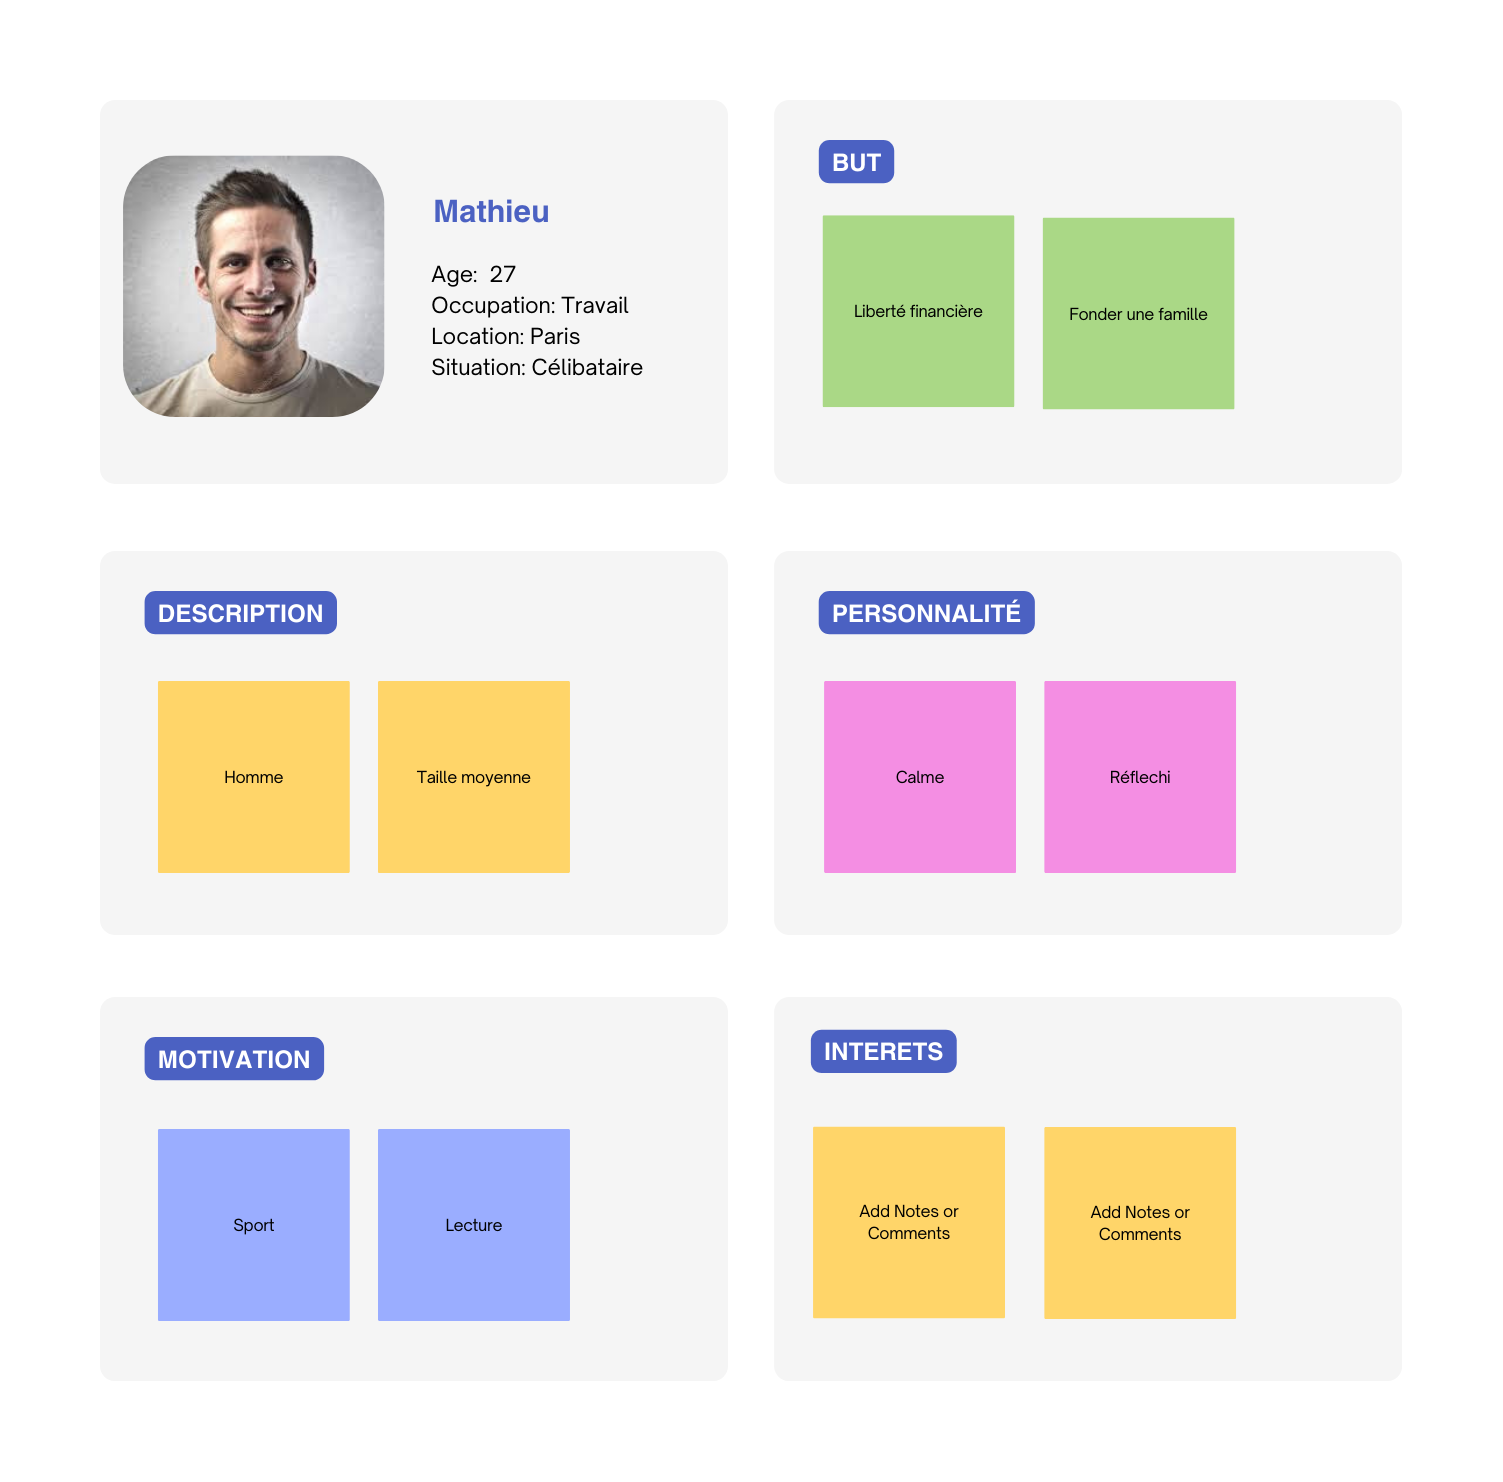 Mathieu
Age: 27
Occupation: Travail
Location: Paris
Situation: Célibataire
BUT
Liberté financière
Fonder une famille
DESCRIPTION
Homme
Taille moyenne
PERSONNALITÉ
Calme
Réflechi
MOTIVATION
Sport
Lecture
INTERETS
Add Notes or
Comments
Add Notes or
Comments